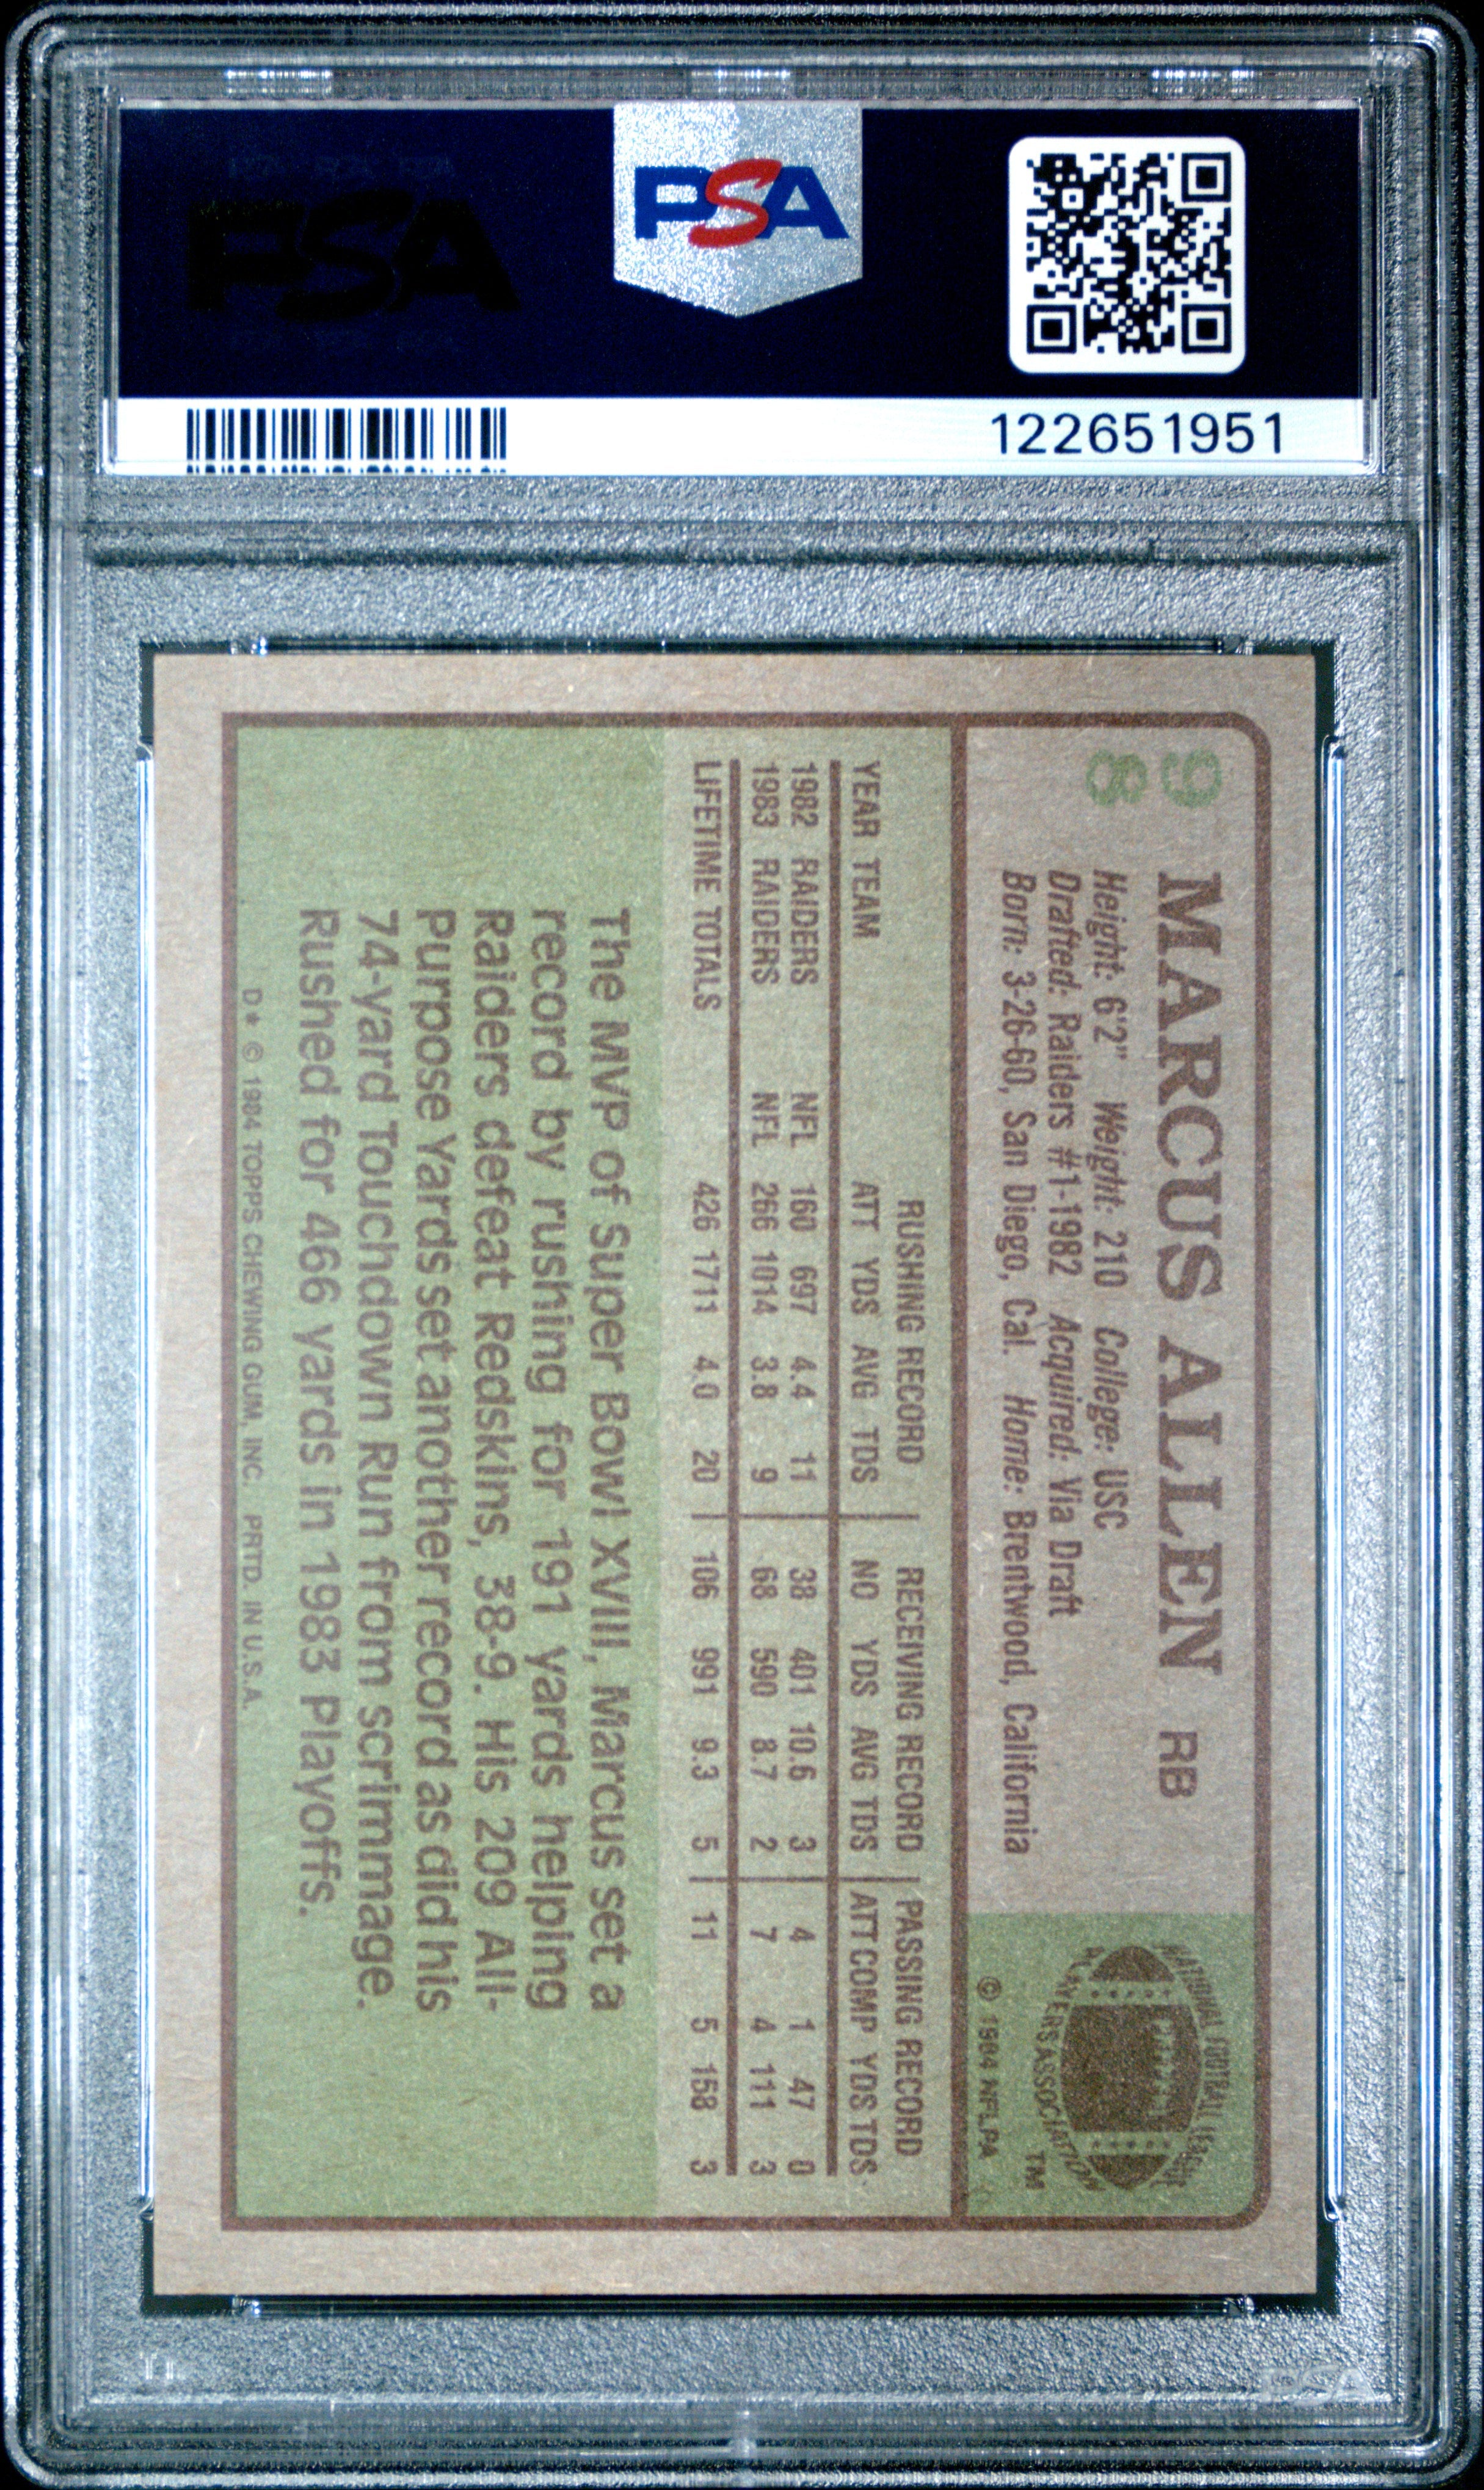 PSA
PSA
122651951
98
MARCUS ALLEN RB
Height: 6'2" Weight: 210 College: USC
Drafted: Raiders #1-1982 Acquired: Via Draft
Born: 3-26-60, San Diego, Cal. Home: Brentwood, California
NATIONAL FOOTBALL LEAGUE
PLAYERS ASSOCIATION
TM
© 1984 NFLPA
RUSHING RECORD RECEIVING RECORD PASSING RECORD
YEAR TEAM ATT YDS AVG TDS NO YDS AVG TDS ATT COMP YDS TDS
1982 RAIDERS NFL 160 697 4.4 11 38 401 10.6 3 4 1 47 0
1983 RAIDERS NFL 266 1014 3.8 9 68 590 8.7 2 7 4 111 3
LIFETIME TOTALS 426 1711 4.0 20 106 991 9.3 5 11 5 158 3
The MVP of Super Bowl XVIII, Marcus set a
record by rushing for 191 yards helping
Raiders defeat Redskins, 38-9. His 209 All-
Purpose Yards set another record as did his
74-yard Touchdown Run from scrimmage.
Rushed for 466 yards in 1983 Playoffs.
D* © 1984 TOPPS CHEWING GUM, INC. PRTD. IN U.S.A.
PSA